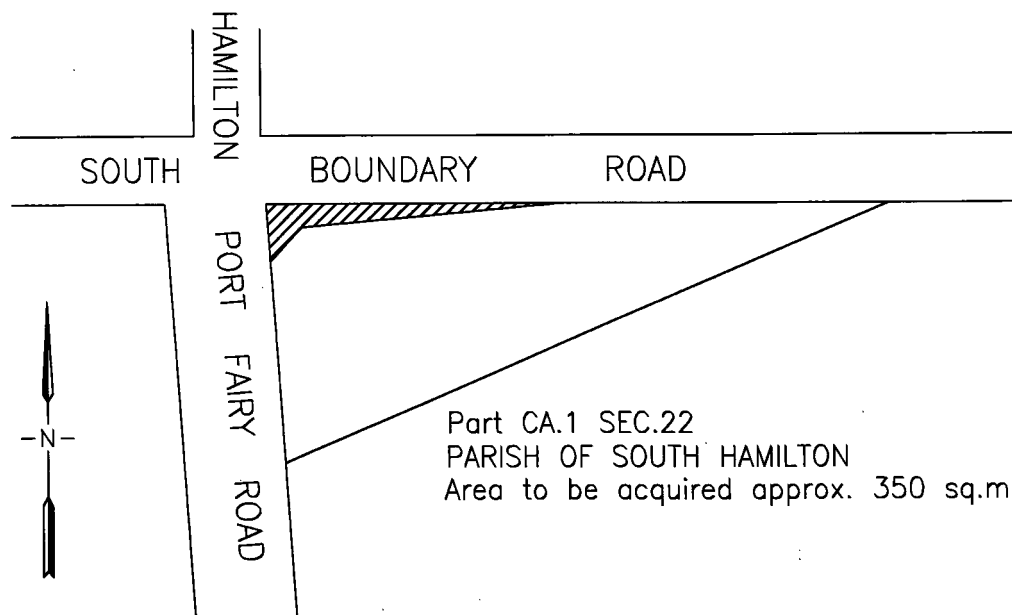 HAMILTON
SOUTH BOUNDARY ROAD
PORT FAIRY ROAD
-N-
Part CA.1 SEC.22
PARISH OF SOUTH HAMILTON
Area to be acquired approx. 350 sq.m